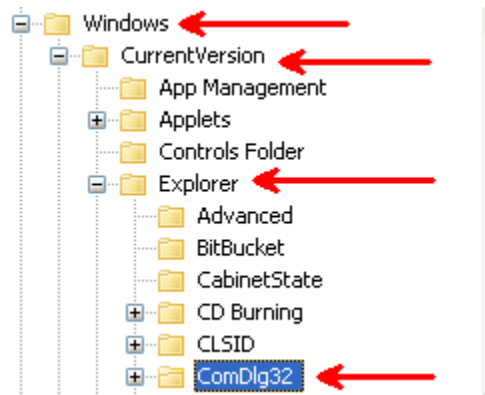 Windows
CurrentVersion
App Management
Applets
Controls Folder
Explorer
Advanced
BitBucket
CabinetState
CD Burning
CLSID
ComDlg32